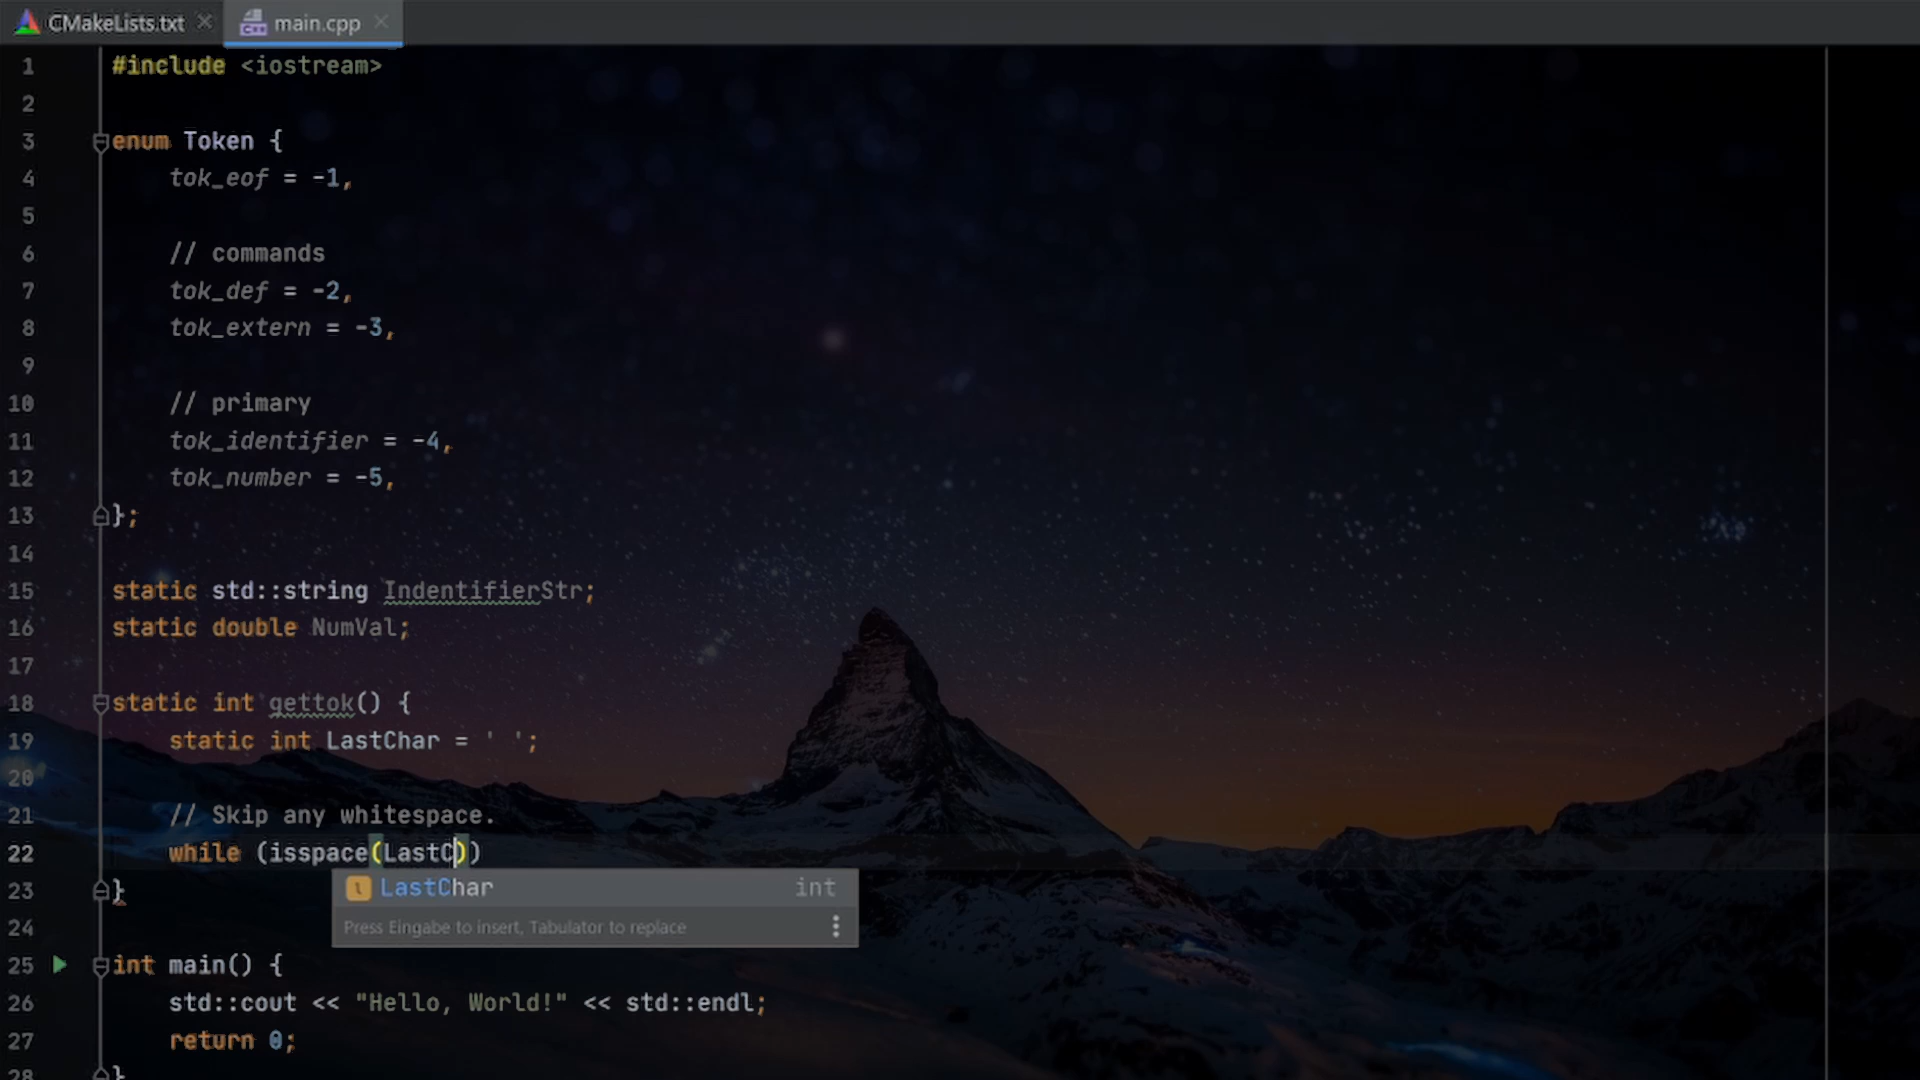 CMakeLists.txt
main.cpp
1 #include <iostream>
2
3 enum Token {
4 tok_eof = -1,
5
6 // commands
7 tok_def = -2,
8 tok_extern = -3,
9
10 // primary
11 tok_identifier = -4,
12 tok_number = -5,
13 };
14
15 static std::string IndentifierStr;
16 static double NumVal;
17
18 static int gettok() {
19 static int LastChar = ' ';
20
21 // Skip any whitespace.
22 while (isspace(LastC))
LastChar int
23 }
Press Eingabe to insert, Tabulator to replace
24
25 int main() {
26 std::cout << "Hello, World!" << std::endl;
27 return 0;
28 }